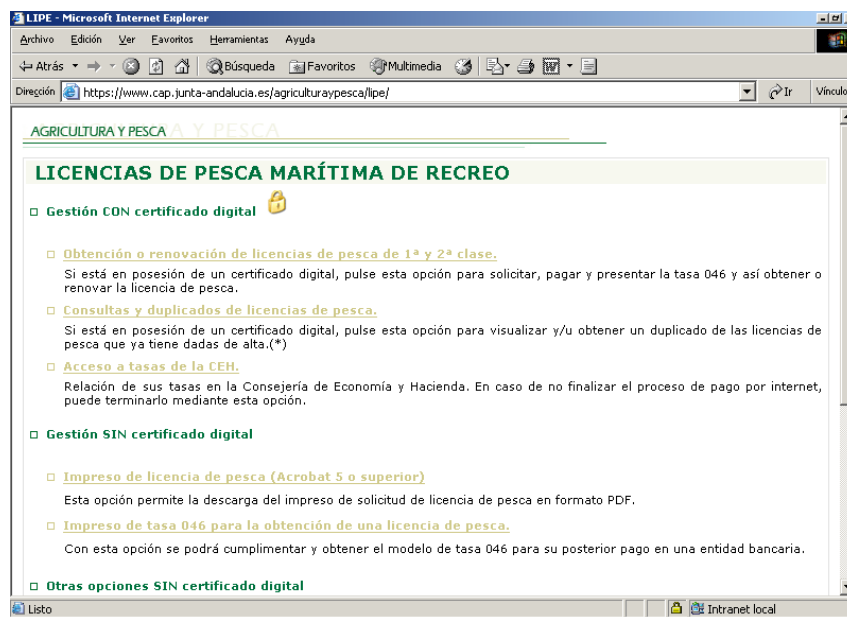 LIPE - Microsoft Internet Explorer
Archivo Edición Ver Favoritos Herramientas Ayuda
Atrás Búsqueda Favoritos Multimedia
Dirección https://www.cap.junta-andalucia.es/agriculturaypesca/lipe/ Ir Vínculo
AGRICULTURA Y PESCA A Y PESCA
LICENCIAS DE PESCA MARÍTIMA DE RECREO
Gestión CON certificado digital
Obtención o renovación de licencias de pesca de 1ª y 2ª clase.
Si está en posesión de un certificado digital, pulse esta opción para solicitar, pagar y presentar la tasa 046 y así obtener o
renovar la licencia de pesca.
Consultas y duplicados de licencias de pesca.
Si está en posesión de un certificado digital, pulse esta opción para visualizar y/u obtener un duplicado de las licencias de
pesca que ya tiene dadas de alta.(*)
Acceso a tasas de la CEH.
Relación de sus tasas en la Consejería de Economía y Hacienda. En caso de no finalizar el proceso de pago por internet,
puede terminarlo mediante esta opción.
Gestión SIN certificado digital
Impreso de licencia de pesca (Acrobat 5 o superior)
Esta opción permite la descarga del impreso de solicitud de licencia de pesca en formato PDF.
Impreso de tasa 046 para la obtención de una licencia de pesca.
Con esta opción se podrá cumplimentar y obtener el modelo de tasa 046 para su posterior pago en una entidad bancaria.
Otras opciones SIN certificado digital
Listo Intranet local